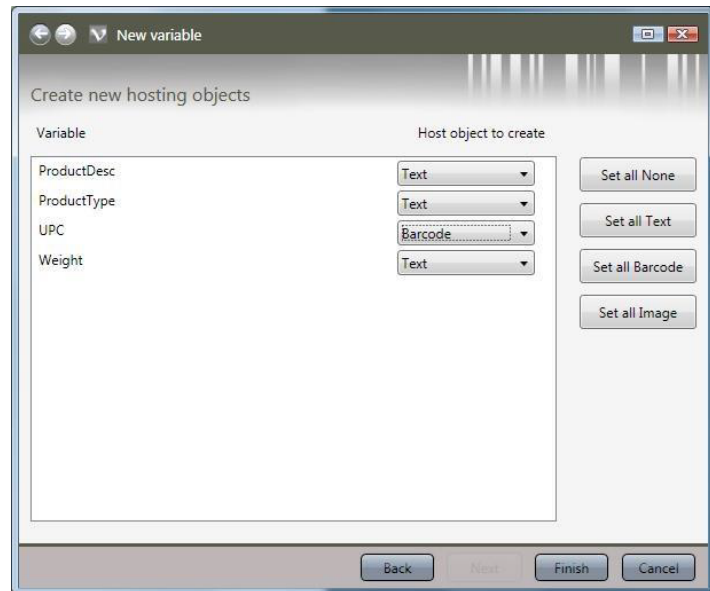 New variable
Create new hosting objects
Variable Host object to create
ProductDesc Text Set all None
ProductType Text
UPC Barcode Set all Text
Weight Text Set all Barcode
Set all Image
Back Next Finish Cancel